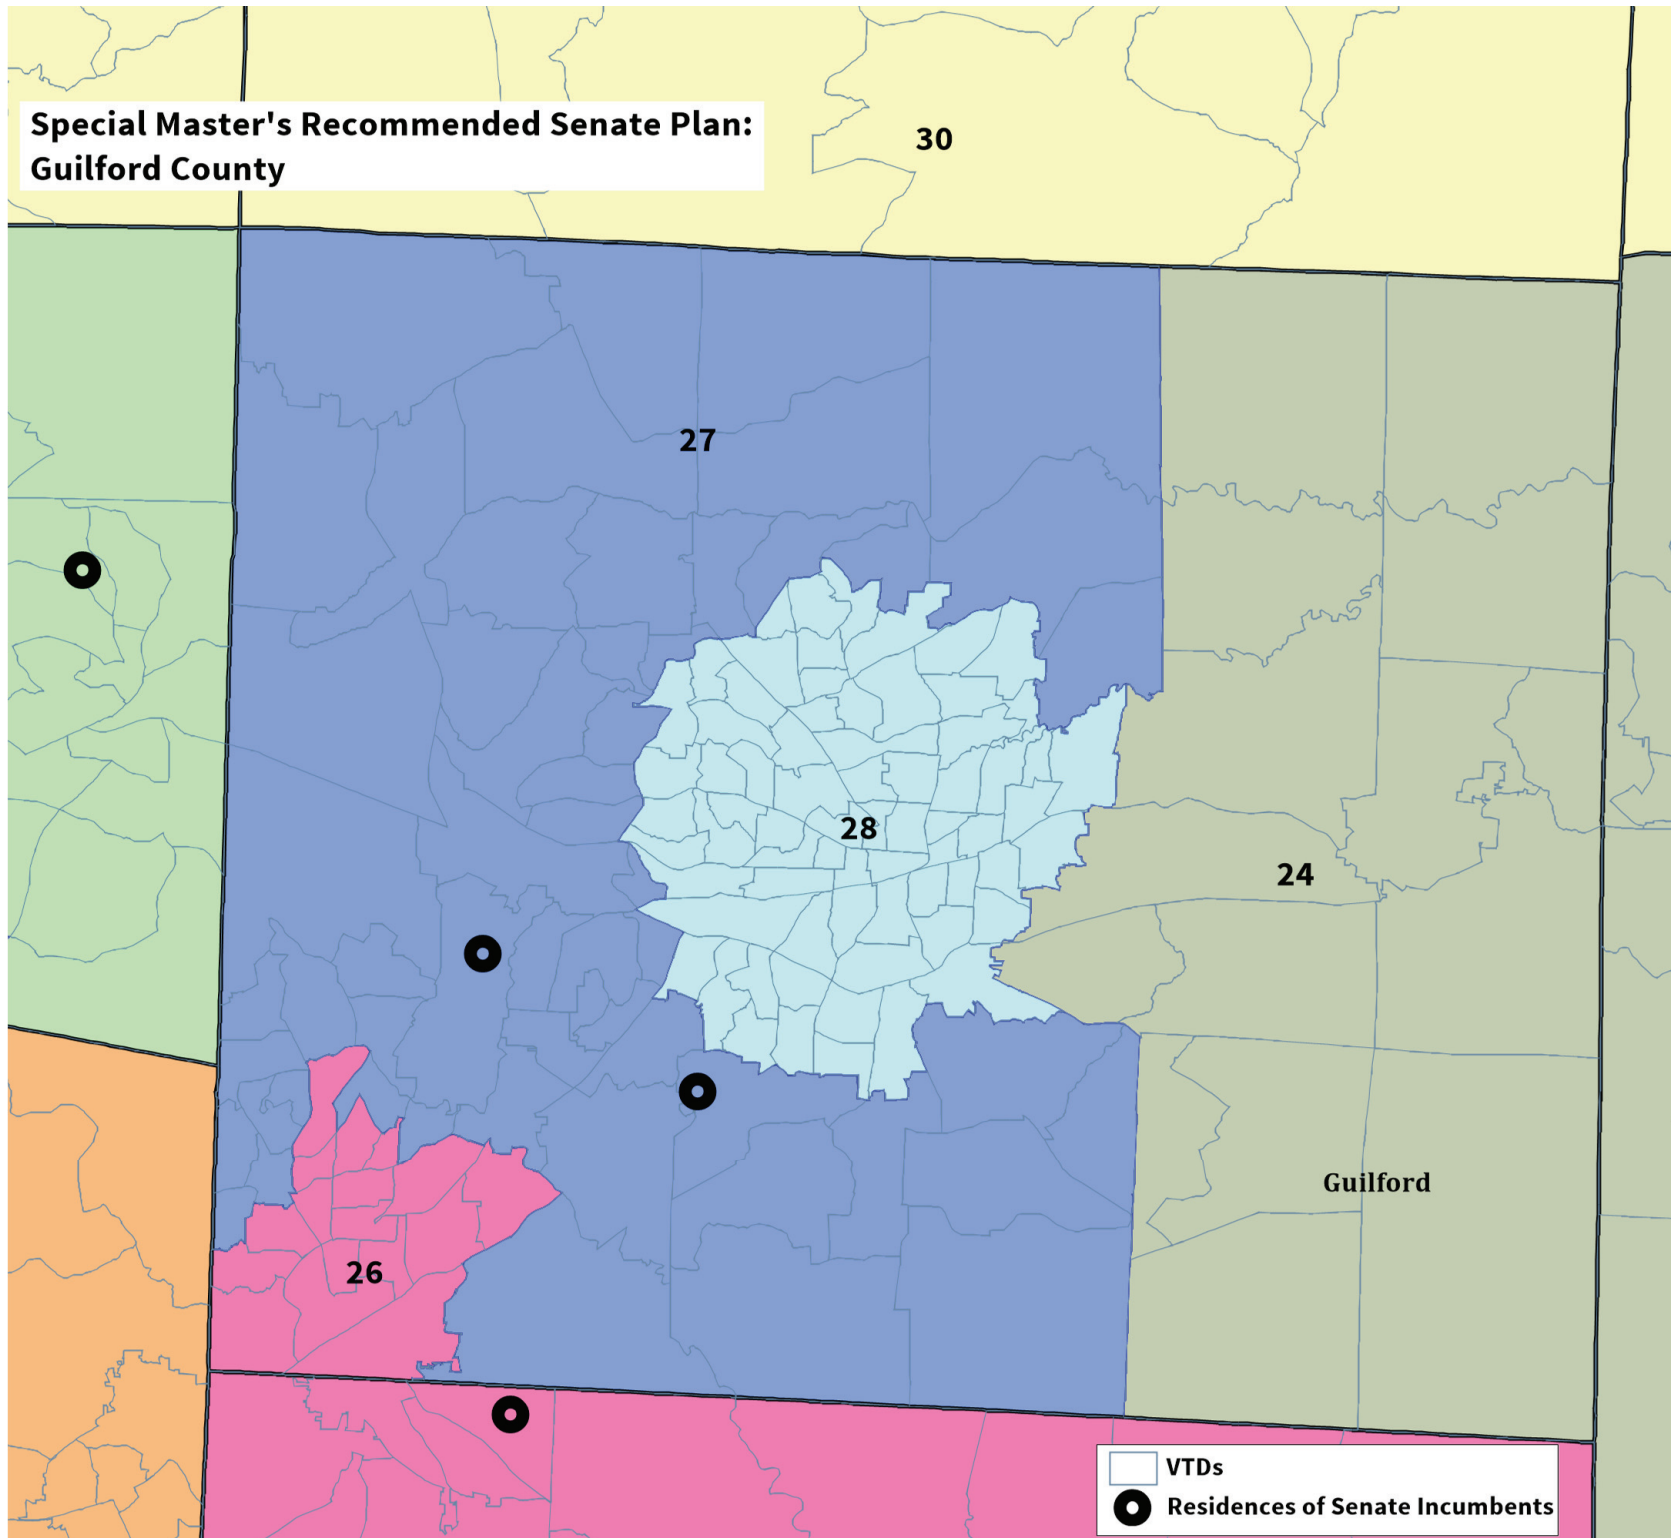 Special Master's Recommended Senate Plan:
Guilford County
30
27
28
24
Guilford
26
VTDs
Residences of Senate Incumbents